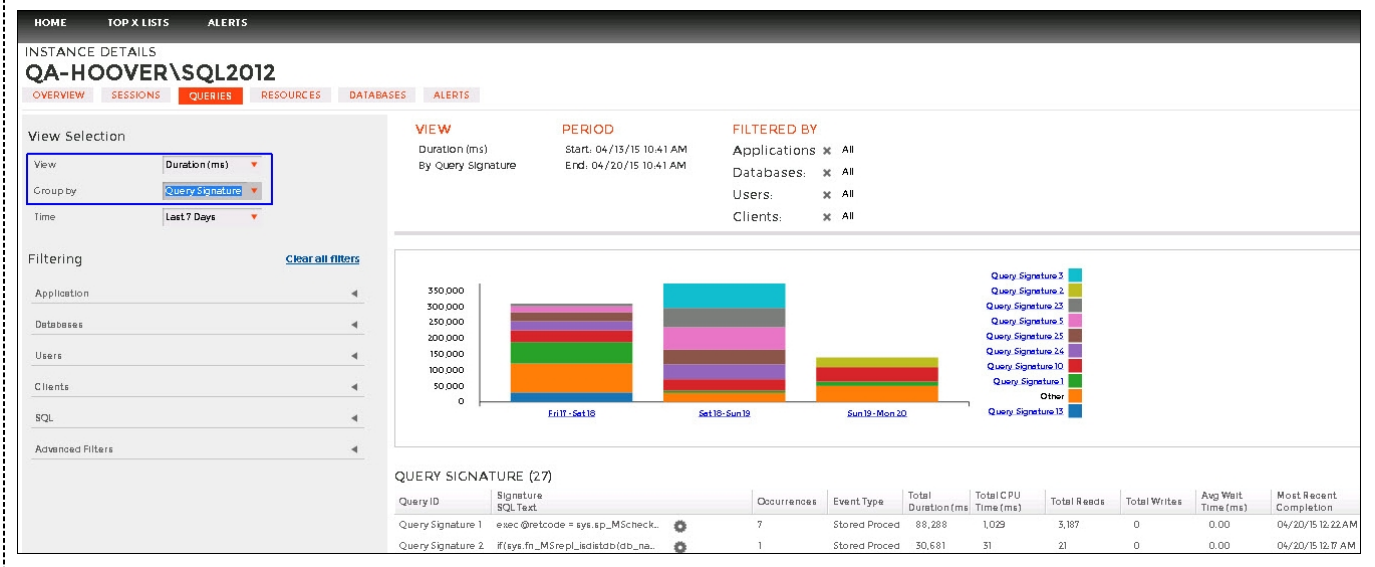 HOME TOP X LISTS ALERTS
INSTANCE DETAILS
QA-HOOVER\SQL2012
OVERVIEW SESSIONS QUERIES RESOURCES DATABASES ALERTS
View Selection
View Duration (ms)
Group by Query Signature
Time Last 7 Days
Filtering Clear all filters
Application
Databases
Users
Clients
SQL
Advanced Filters
VIEW
Duration (ms)
By Query Signature
PERIOD
Start: 04/13/15 10:41 AM
End: 04/20/15 10:41 AM
FILTERED BY
Applications × All
Databases: × All
Users: × All
Clients: × All
350,000
300,000
250,000
200,000
150,000
100,000
50,000
0
Fri 17 - Sat 18 Sat 18 - Sun 19 Sun 19 - Mon 20
Query Signature 3
Query Signature 2
Query Signature 23
Query Signature 5
Query Signature 25
Query Signature 24
Query Signature 10
Query Signature 1
Other
Query Signature 13
QUERY SIGNATURE (27)
Query ID Signature SQL Text Occurrences Event Type Total Duration (ms Total CPU Time (ms) Total Reads Total Writes Avg Wait Time (ms) Most Recent Completion
Query Signature 1 exec @retcode = sys.sp_MScheck... 7 Stored Proced 88,288 1,029 3,187 0 0.00 04/20/15 12:22 AM
Query Signature 2 if(sys.fn_MSrepl_isdistdb(db_na... 1 Stored Proced 30,681 31 21 0 0.00 04/20/15 12:17 AM